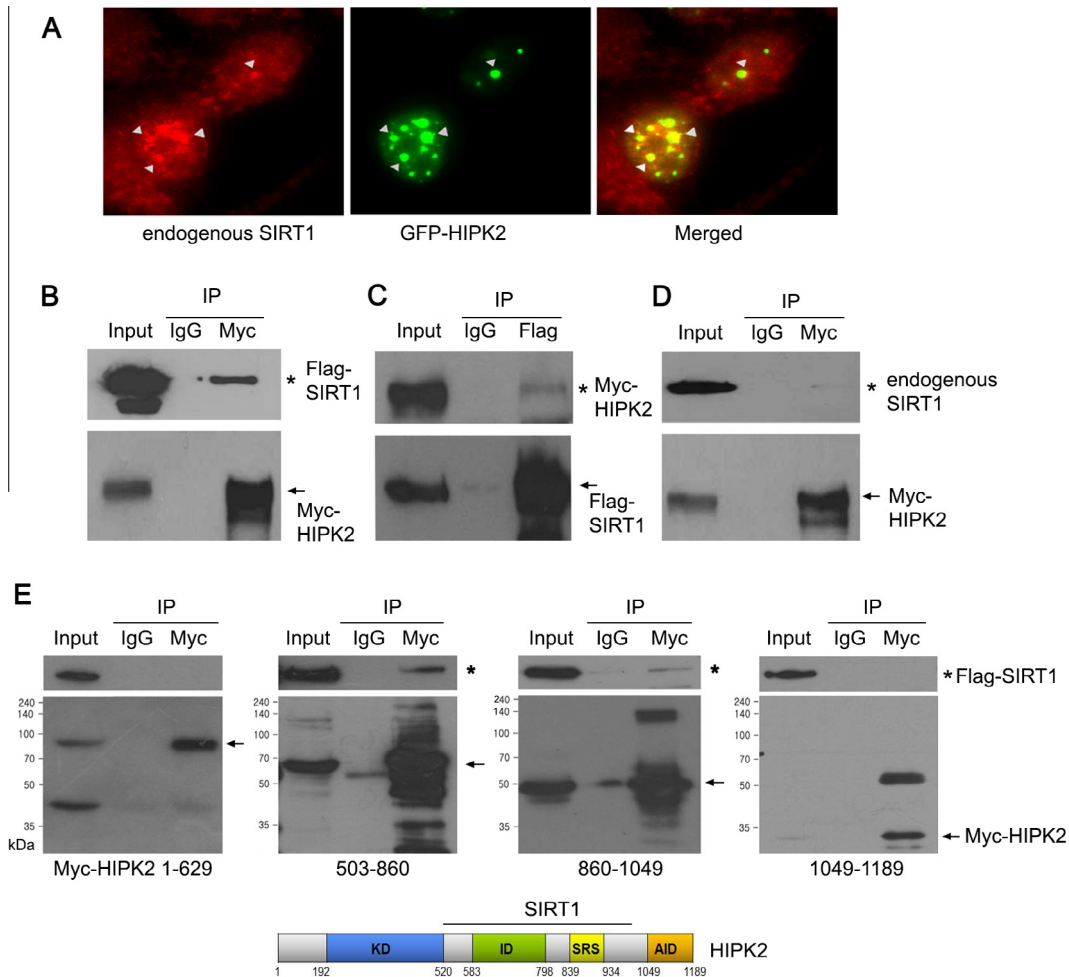 A
endogenous SIRT1
GFP-HIPK2
Merged
B
IP
Input IgG Myc
* Flag-
SIRT1
Myc-
HIPK2
C
IP
Input IgG Flag
* Myc-
HIPK2
Flag-
SIRT1
D
IP
Input IgG Myc
* endogenous
SIRT1
Myc-
HIPK2
E
IP
Input IgG Myc
240
140
100
70
50
35
kDa
Myc-HIPK2 1-629
IP
Input IgG Myc
*
240
140
100
70
50
35
503-860
IP
Input IgG Myc
*
240
140
100
70
50
35
860-1049
IP
Input IgG Myc
* Flag-SIRT1
240
140
100
70
50
35
Myc-HIPK2
1049-1189
SIRT1
KD ID SRS AID HIPK2
1 192 520 583 798 839 934 1049 1189